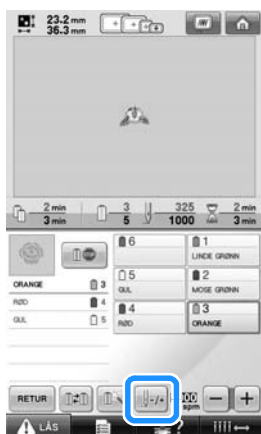 23.2 mm
36.3 mm
2 min
3 min
3
5
325
1000
2 min
3 min
6
1
LINDE GRØNN
ORANGE 3
5
GUL
2
MOSE GRØNN
RØD 4
GUL 5
4
RØD
3
ORANGE
RETUR
-/+
spm
-
+
LÅS
?